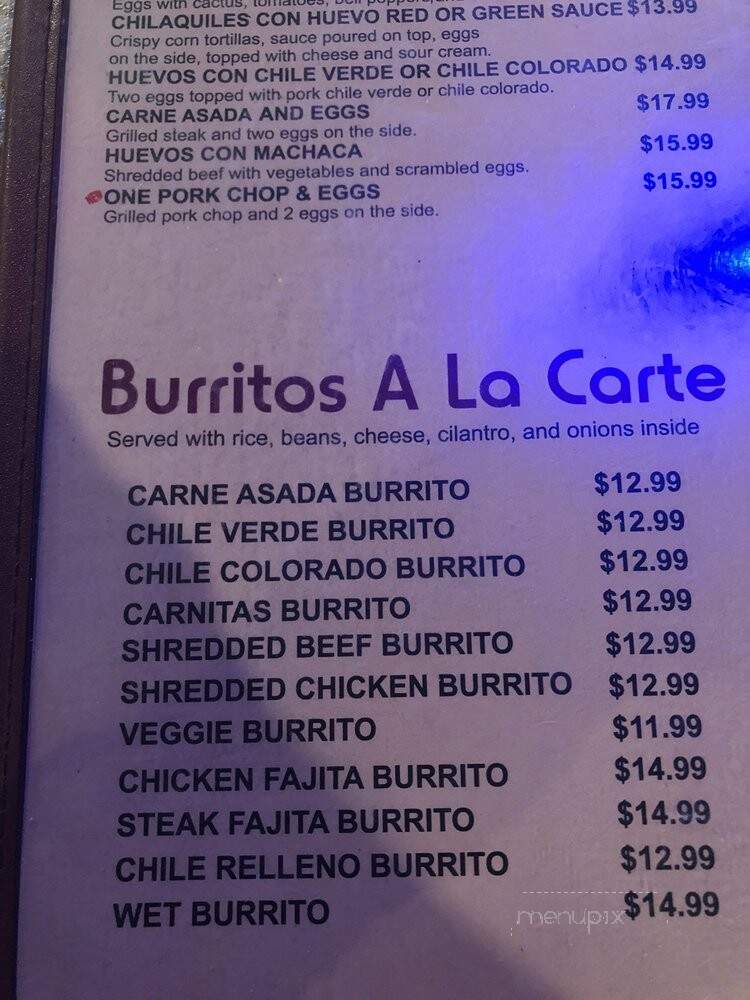 Eggs with cactus, tomatoes, bell peppers,
CHILAQUILES CON HUEVO RED OR GREEN SAUCE $13.99
Crispy corn tortillas, sauce poured on top, eggs
on the side, topped with cheese and sour cream.
HUEVOS CON CHILE VERDE OR CHILE COLORADO $14.99
Two eggs topped with pork chile verde or chile colorado.
CARNE ASADA AND EGGS $17.99
Grilled steak and two eggs on the side.
HUEVOS CON MACHACA $15.99
Shredded beef with vegetables and scrambled eggs.
ONE PORK CHOP & EGGS $15.99
Grilled pork chop and 2 eggs on the side.
Burritos A La Carte
Served with rice, beans, cheese, cilantro, and onions inside
CARNE ASADA BURRITO $12.99
CHILE VERDE BURRITO $12.99
CHILE COLORADO BURRITO $12.99
CARNITAS BURRITO $12.99
SHREDDED BEEF BURRITO $12.99
SHREDDED CHICKEN BURRITO $12.99
VEGGIE BURRITO $11.99
CHICKEN FAJITA BURRITO $14.99
STEAK FAJITA BURRITO $14.99
CHILE RELLENO BURRITO $12.99
WET BURRITO $14.99
menupix